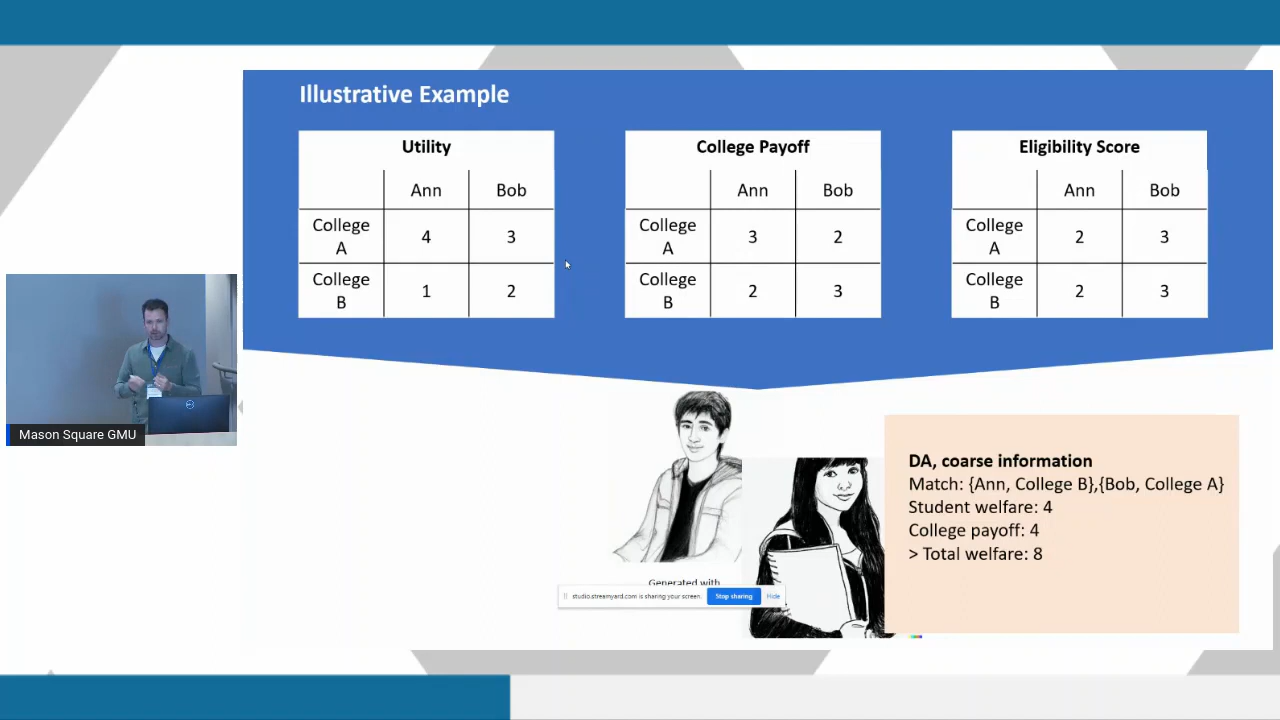 Illustrative Example
Utility
Ann Bob
College A 4 3
College B 1 2
College Payoff
Ann Bob
College A 3 2
College B 2 3
Eligibility Score
Ann Bob
College A 2 3
College B 2 3
Mason Square GMU
DA, coarse information
Match: {Ann, College B},{Bob, College A}
Student welfare: 4
College payoff: 4
> Total welfare: 8
Generated with
studio.streamyard.com is sharing your screen.
Stop sharing
Hide